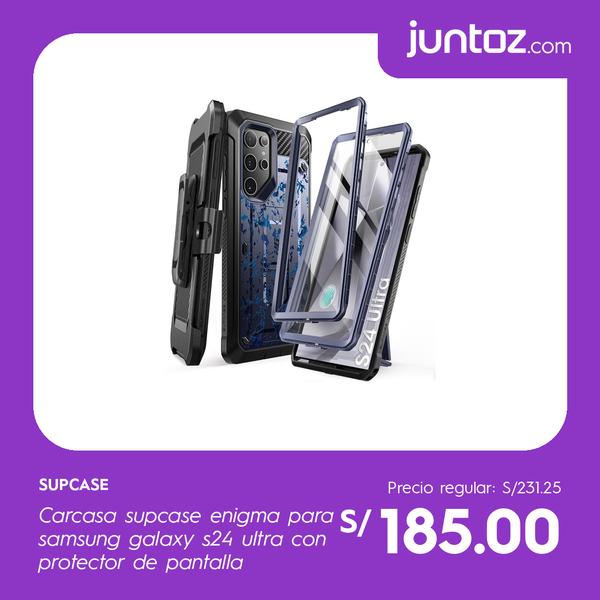 juntoz.com
S24 Ultra
SUPCASE
Precio regular: S/231.25
Carcasa supcase enigma para
samsung galaxy s24 ultra con
protector de pantalla
S/185.00